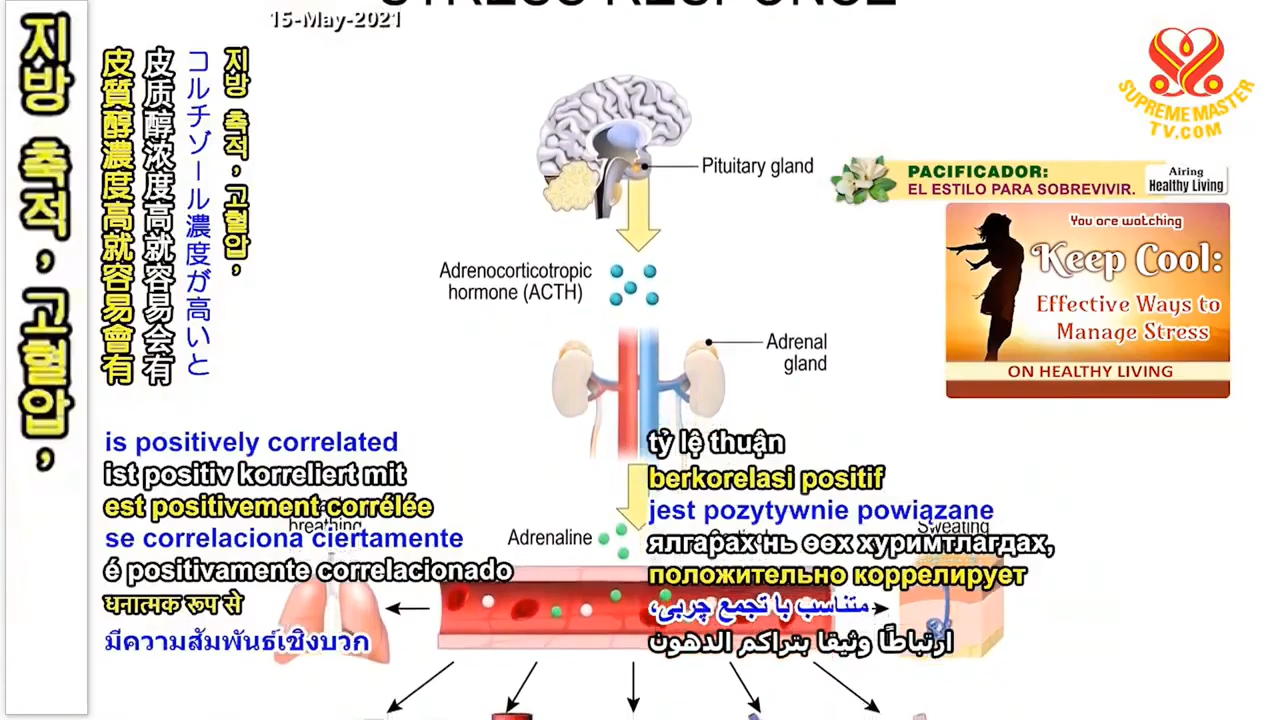 STRESS RESPONSE
15-May-2021
지방 축적, 고혈압,
皮質醇濃度高就容易會有
皮质醇浓度高就容易会有
コルチゾール濃度が高いと
지방 축적, 고혈압,
SUPREME MASTER
TV.COM
Pituitary gland
PACIFICADOR:
EL ESTILO PARA SOBREVIVIR.
Airing
Healthy Living
You are watching
Keep Cool:
Effective Ways to
Manage Stress
ON HEALTHY LIVING
Adrenocorticotropic
hormone (ACTH)
Adrenal
gland
is positively correlated
ist positiv korreliert mit
est positivement corrélée
se correlaciona ciertamente
é positivamente correlacionado
धनात्मक रूप से
มีความสัมพันธ์เชิงบวก
breathing
Adrenaline
tỷ lệ thuận
berkorelasi positif
jest pozytywnie powiązane
ялгарах нь өөх хуримтлагдах,
положительно коррелирует
متناسب با تجمع چربی،
ارتباطًا وثيقا بتراكم الدهون
Sweating